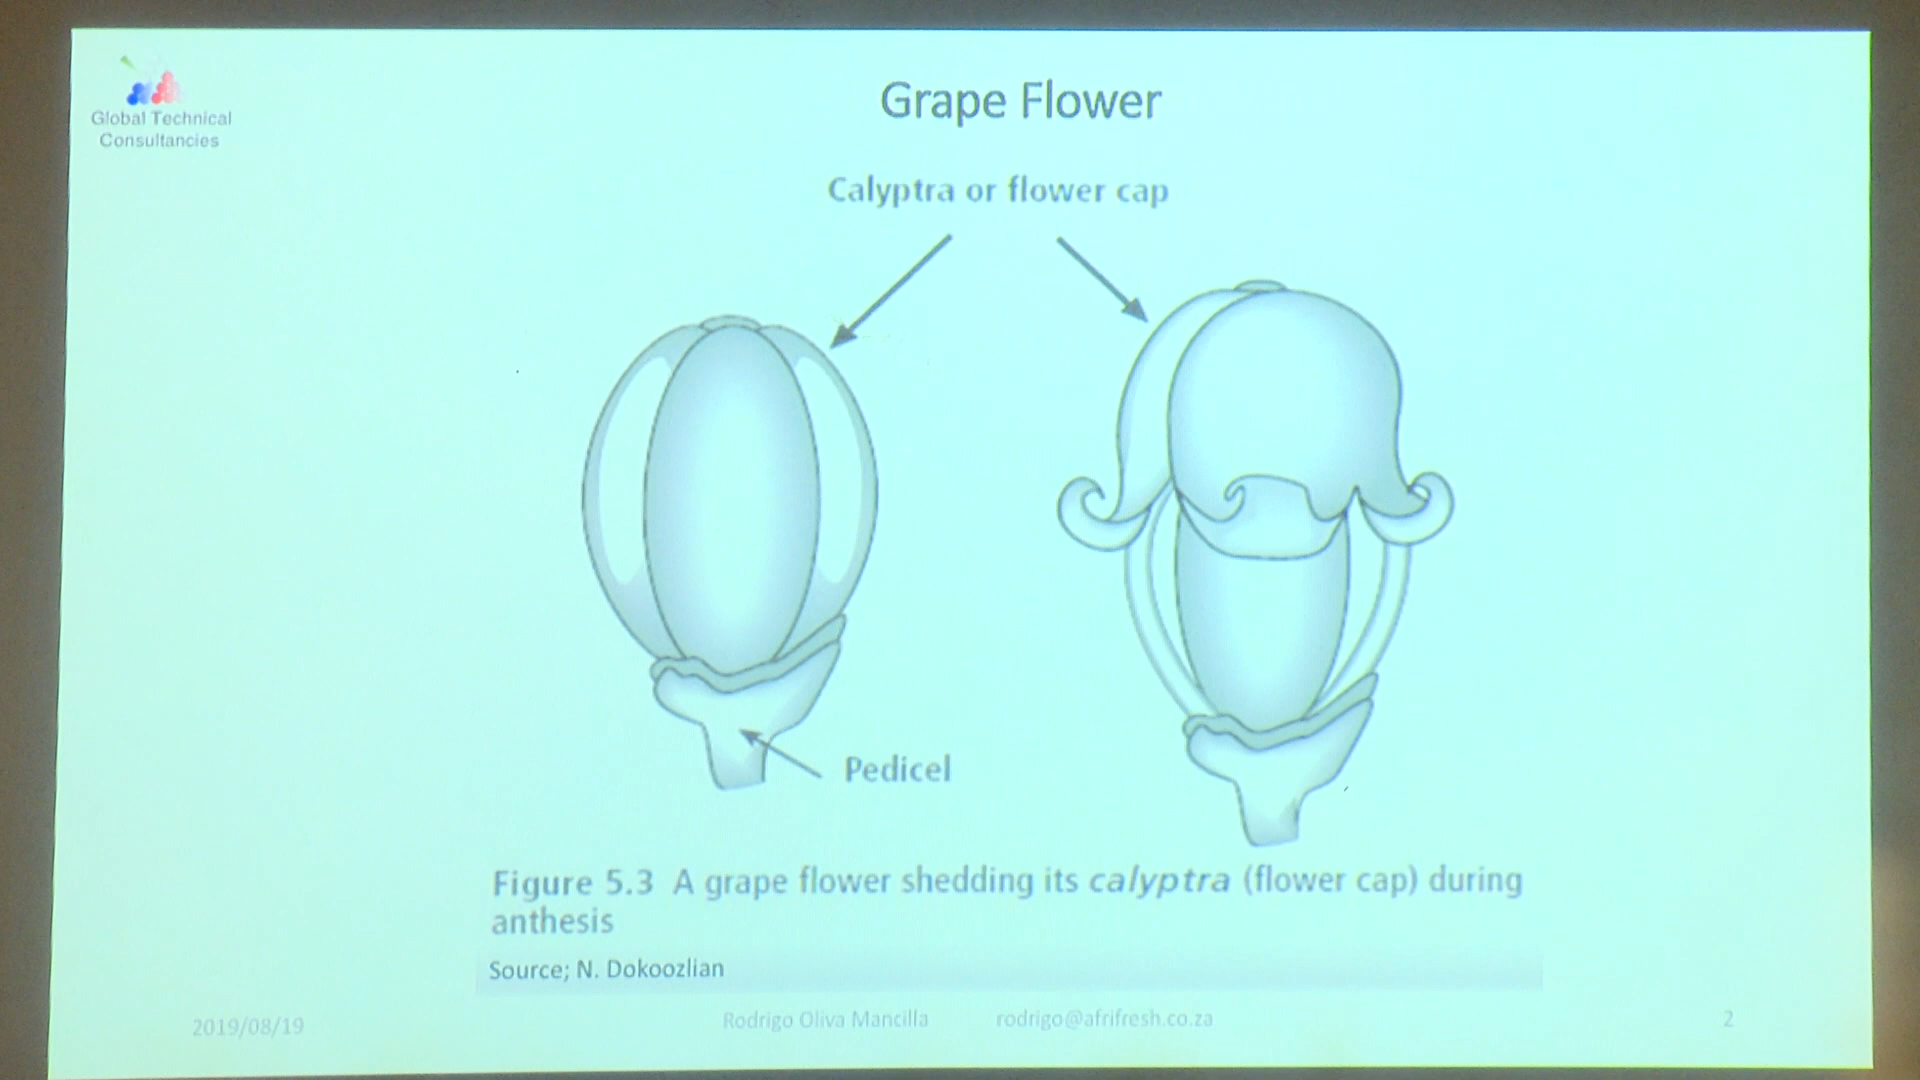 Global Technical
Consultancies
Grape Flower
Calyptra or flower cap
Pedicel
Figure 5.3 A grape flower shedding its calyptra (flower cap) during
anthesis
Source; N. Dokoozlian
2019/08/19
Rodrigo Oliva Mancilla rodrigo@afrifresh.co.za
2